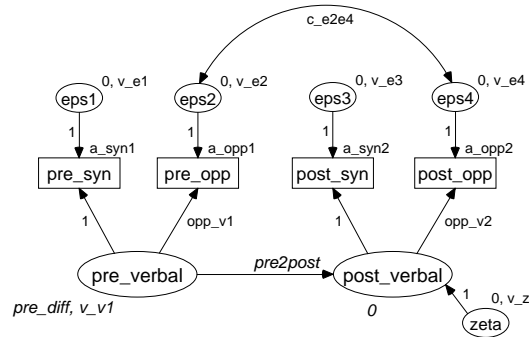 c_e2e4
0, v_e1
0, v_e2
0, v_e3
0, v_e4
eps1
eps2
eps3
eps4
1
1
1
1
a_syn1
a_opp1
a_syn2
a_opp2
pre_syn
pre_opp
post_syn
post_opp
1
opp_v1
1
opp_v2
pre2post
pre_verbal
post_verbal
pre_diff, v_v1
0
1
0, v_z
zeta